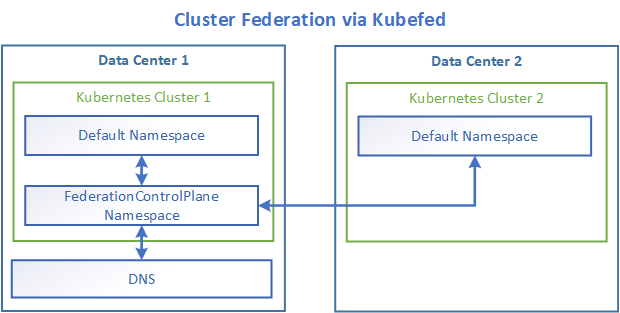 Cluster Federation via Kubefed
Data Center 1
Kubernetes Cluster 1
Default Namespace
FederationControlPlane
Namespace
DNS
Data Center 2
Kubernetes Cluster 2
Default Namespace